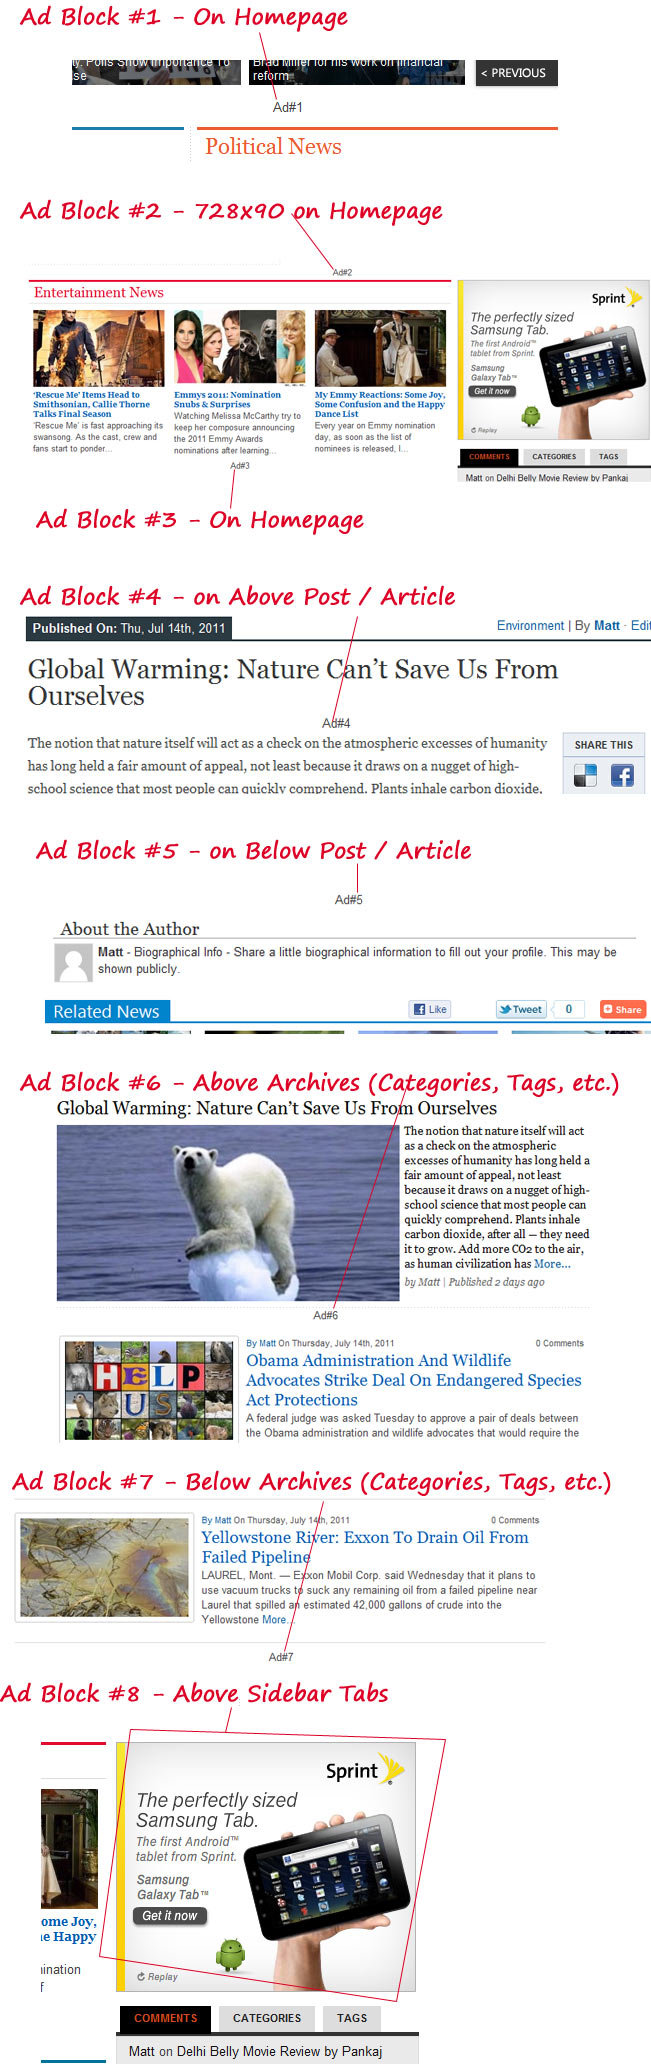 Ad Block #1 - On Homepage
ty. Polls Show Importance To
se
Brad Miller for his work on financial
reform
< PREVIOUS
Ad#1
Political News
Ad Block #2 - 728x90 on Homepage
Ad#2
Entertainment News
'Rescue Me' Items Head to
Smithsonian, Callie Thorne
Talks Final Season
'Rescue Me' is fast approaching its
swansong. As the cast, crew and
fans start to ponder...
Emmys 2011: Nomination
Snubs & Surprises
Watching Melissa McCarthy try to
keep her composure announcing
the 2011 Emmy Awards
nominations after learning...
My Emmy Reactions: Some Joy,
Some Confusion and the Happy
Dance List
Every year on Emmy nomination
day, as soon as the list of
nominees is released, I...
Sprint
The perfectly sized
Samsung Tab.
The first Android™
tablet from Sprint.
Samsung
Galaxy Tab™
Get it now
Replay
COMMENTS
CATEGORIES
TAGS
Matt on Delhi Belly Movie Review by Pankaj
Ad#3
Ad Block #3 - On Homepage
Ad Block #4 - on Above Post / Article
Published On: Thu, Jul 14th, 2011
Environment | By Matt · Edit
Global Warming: Nature Can't Save Us From
Ourselves
Ad#4
The notion that nature itself will act as a check on the atmospheric excesses of humanity
has long held a fair amount of appeal, not least because it draws on a nugget of high-
school science that most people can quickly comprehend. Plants inhale carbon dioxide,
SHARE THIS
Ad Block #5 - on Below Post / Article
Ad#5
About the Author
Matt - Biographical Info - Share a little biographical information to fill out your profile. This may be
shown publicly.
Related News
Like
Tweet
0
Share
Ad Block #6 - Above Archives (Categories, Tags, etc.)
Global Warming: Nature Can't Save Us From Ourselves
The notion that nature itself will act
as a check on the atmospheric
excesses of humanity has long held a
fair amount of appeal, not least
because it draws on a nugget of high-
school science that most people can
quickly comprehend. Plants inhale
carbon dioxide, after all — they need
it to grow. Add more CO2 to the air,
as human civilization has More...
by Matt | Published 2 days ago
Ad#6
HELP
US
By Matt On Thursday, July 14th, 2011
0 Comments
Obama Administration And Wildlife
Advocates Strike Deal On Endangered Species
Act Protections
A federal judge was asked Tuesday to approve a pair of deals between
the Obama administration and wildlife advocates that would require the
Ad Block #7 - Below Archives (Categories, Tags, etc.)
By Matt On Thursday, July 14th, 2011
0 Comments
Yellowstone River: Exxon To Drain Oil From
Failed Pipeline
LAUREL, Mont. — Exxon Mobil Corp. said Wednesday that it plans to
use vacuum trucks to suck any remaining oil from a failed pipeline near
Laurel that spilled an estimated 42,000 gallons of crude into the
Yellowstone More...
Ad#7
Ad Block #8 - Above Sidebar Tabs
ome Joy,
he Happy
ination
f
Sprint
The perfectly sized
Samsung Tab.
The first Android™
tablet from Sprint.
Samsung
Galaxy Tab™
Get it now
Replay
COMMENTS
CATEGORIES
TAGS
Matt on Delhi Belly Movie Review by Pankaj